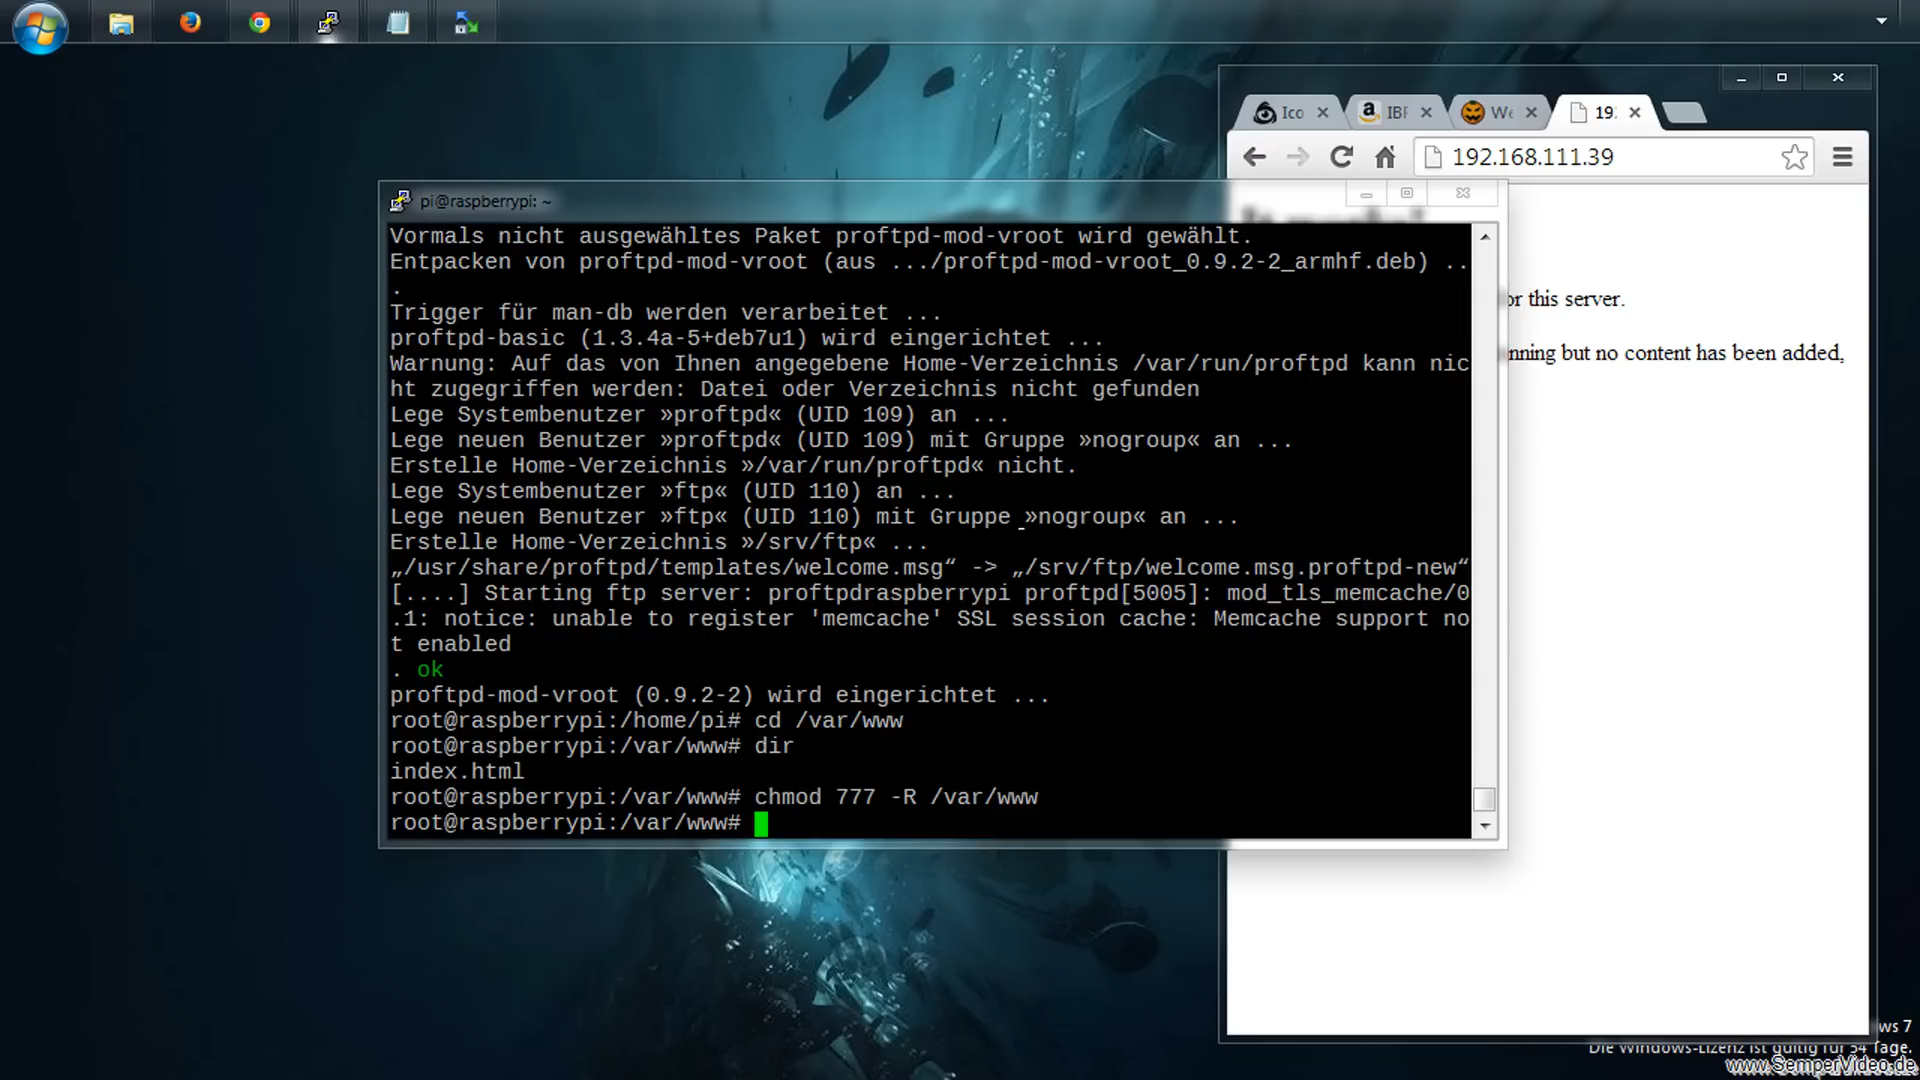 Ico
IBF
We
19
192.168.111.39
pi@raspberrypi: ~
Vormals nicht ausgewähltes Paket proftpd-mod-vroot wird gewählt.
Entpacken von proftpd-mod-vroot (aus .../proftpd-mod-vroot_0.9.2-2_armhf.deb) ..
.
Trigger für man-db werden verarbeitet ...
proftpd-basic (1.3.4a-5+deb7u1) wird eingerichtet ...
Warnung: Auf das von Ihnen angegebene Home-Verzeichnis /var/run/proftpd kann nic
ht zugegriffen werden: Datei oder Verzeichnis nicht gefunden
Lege Systembenutzer »proftpd« (UID 109) an ...
Lege neuen Benutzer »proftpd« (UID 109) mit Gruppe »nogroup« an ...
Erstelle Home-Verzeichnis »/var/run/proftpd« nicht.
Lege Systembenutzer »ftp« (UID 110) an ...
Lege neuen Benutzer »ftp« (UID 110) mit Gruppe »nogroup« an ...
Erstelle Home-Verzeichnis »/srv/ftp« ...
„/usr/share/proftpd/templates/welcome.msg“ -> „/srv/ftp/welcome.msg.proftpd-new“
[....] Starting ftp server: proftpdraspberrypi proftpd[5005]: mod_tls_memcache/0
.1: notice: unable to register 'memcache' SSL session cache: Memcache support no
t enabled
. ok
proftpd-mod-vroot (0.9.2-2) wird eingerichtet ...
root@raspberrypi:/home/pi# cd /var/www
root@raspberrypi:/var/www# dir
index.html
root@raspberrypi:/var/www# chmod 777 -R /var/www
root@raspberrypi:/var/www#
or this server.
nning but no content has been added,
ws 7
Die Windows-Lizenz ist gültig für 54 Tage.
www.SemperVideo.de